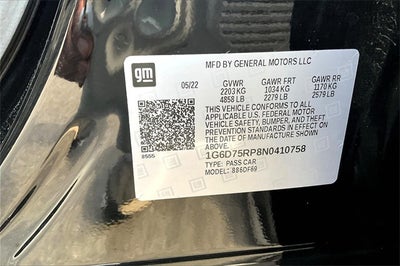 gm
MFD BY GENERAL MOTORS LLC
05/22 GVWR GAWR FRT GAWR RR
2203 KG 1034 KG 1170 KG
4858 LB 2279 LB 2579 LB
THIS VEHICLE CONFORMS TO ALL
APPLICABLE U.S. FEDERAL MOTOR
VEHICLE SAFETY, BUMPER, AND THEFT
PREVENTION STANDARDS IN EFFECT ON
THE DATE OF MANUFACTURE SHOWN
ABOVE.
1G6D75RP8N0410758
TYPE: PASS CAR
MODEL: 886DF69